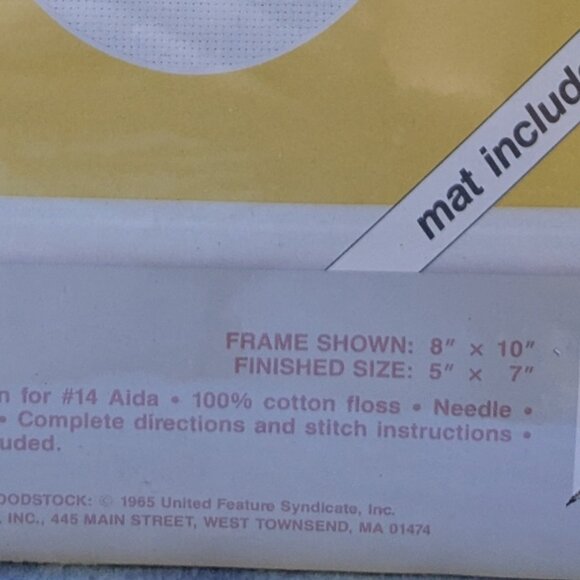 mat include
FRAME SHOWN: 8" × 10"
FINISHED SIZE: 5" × 7"
n for #14 Aida • 100% cotton floss • Needle •
• Complete directions and stitch instructions •
uded.
OODSTOCK: © 1965 United Feature Syndicate, Inc.
, INC., 445 MAIN STREET, WEST TOWNSEND, MA 01474